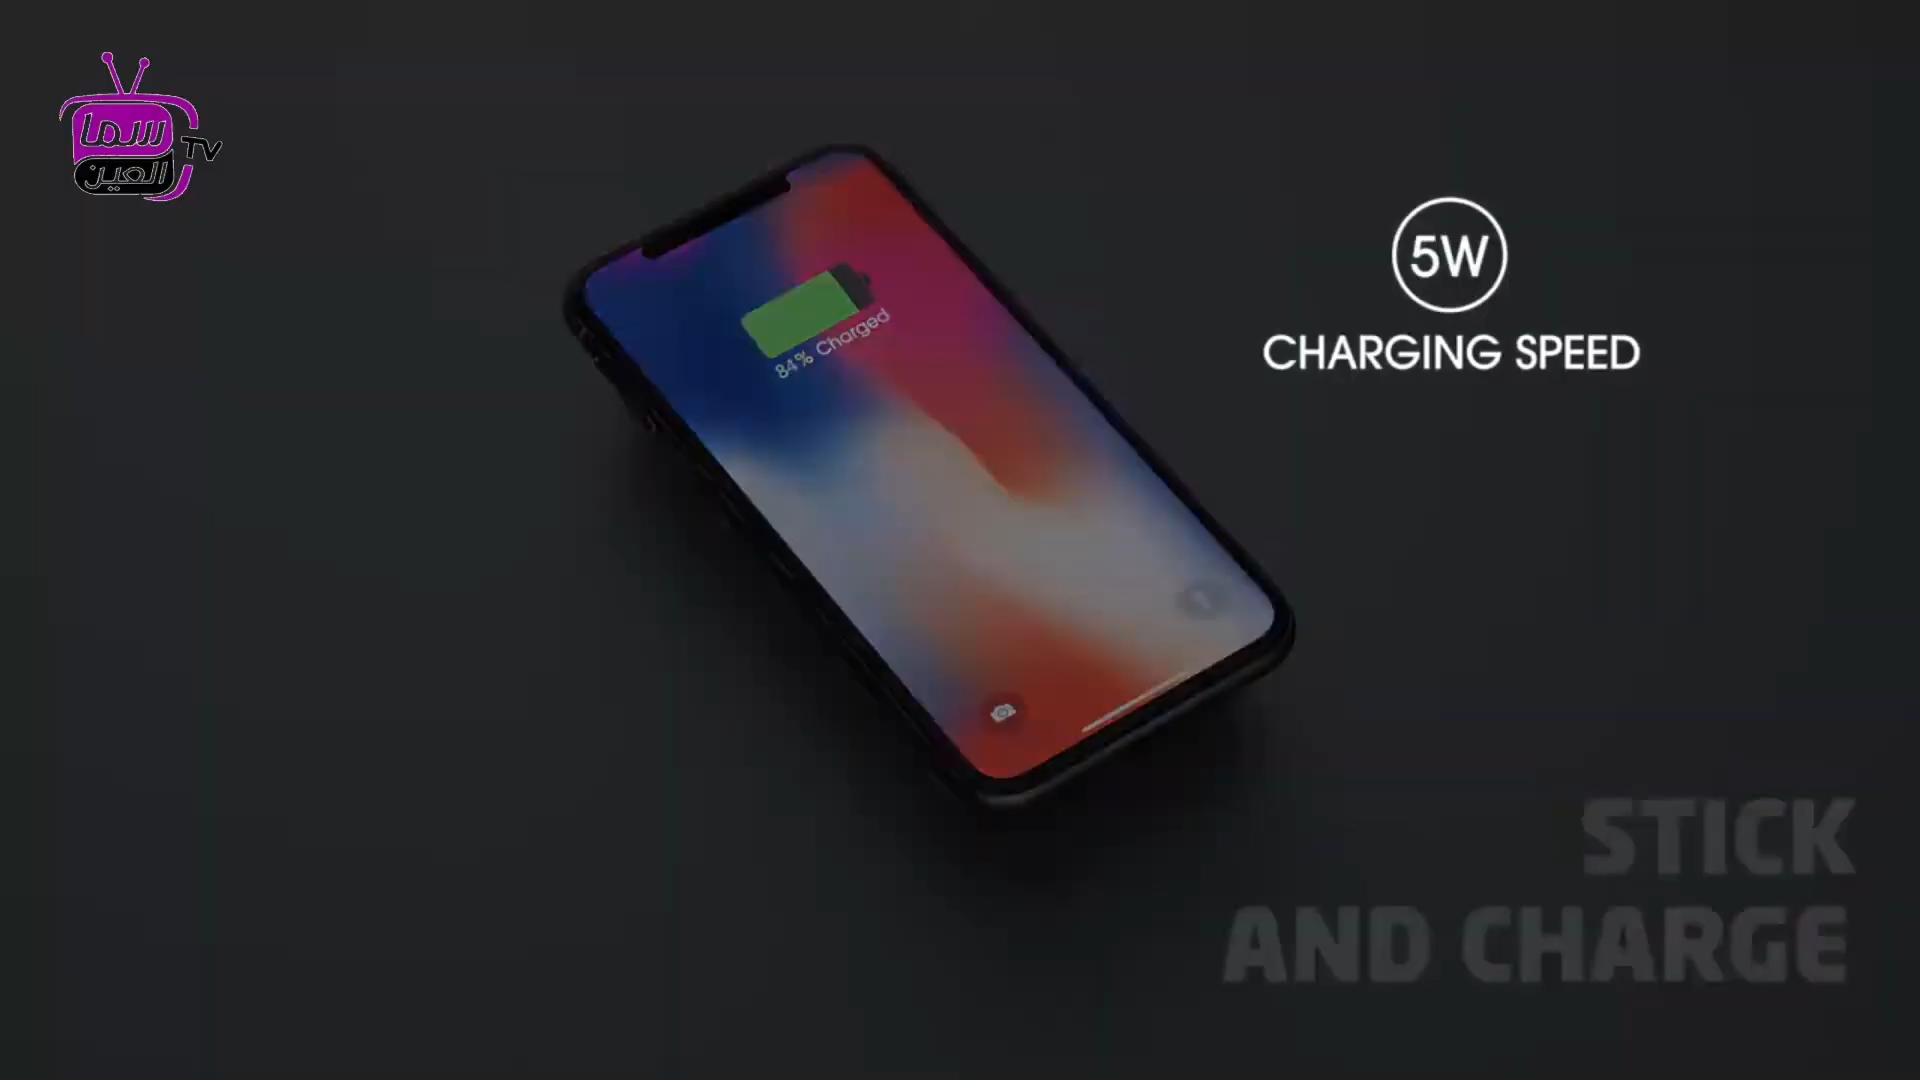 سما
العين
TV
5W
CHARGING SPEED
84% Charged
STICK
AND CHARGE